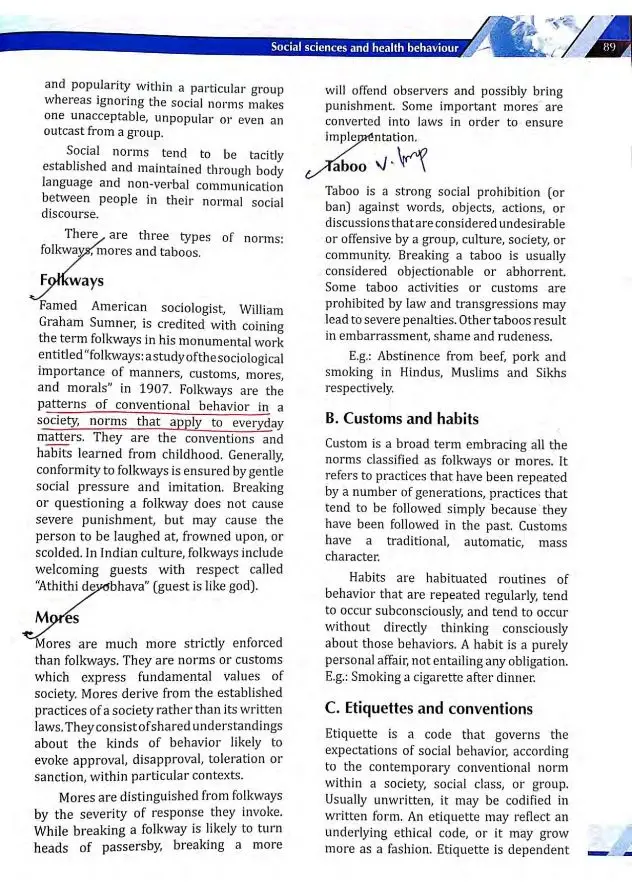 Social sciences and health behaviour
89
and popularity within a particular group
whereas ignoring the social norms makes
one unacceptable, unpopular or even an
outcast from a group.
Social norms tend to be tacitly
established and maintained through body
language and non-verbal communication
between people in their normal social
discourse.
There are three types of norms:
folkways, mores and taboos.
Folkways
Famed American sociologist, William
Graham Sumner, is credited with coining
the term folkways in his monumental work
entitled "folkways: a study of the sociological
importance of manners, customs, mores,
and morals" in 1907. Folkways are the
patterns of conventional behavior in a
society, norms that apply to everyday
matters. They are the conventions and
habits learned from childhood. Generally,
conformity to folkways is ensured by gentle
social pressure and imitation. Breaking
or questioning a folkway does not cause
severe punishment, but may cause the
person to be laughed at, frowned upon, or
scolded. In Indian culture, folkways include
welcoming guests with respect called
"Athithi devobhava" (guest is like god).
Mores
Mores are much more strictly enforced
than folkways. They are norms or customs
which express fundamental values of
society. Mores derive from the established
practices of a society rather than its written
laws. They consist of shared understandings
about the kinds of behavior likely to
evoke approval, disapproval, toleration or
sanction, within particular contexts.
Mores are distinguished from folkways
by the severity of response they invoke.
While breaking a folkway is likely to turn
heads of passersby, breaking a more
will offend observers and possibly bring
punishment. Some important mores are
converted into laws in order to ensure
implementation.
Taboo V. Imp
Taboo is a strong social prohibition (or
ban) against words, objects, actions, or
discussions that are considered undesirable
or offensive by a group, culture, society, or
community. Breaking a taboo is usually
considered objectionable or abhorrent.
Some taboo activities or customs are
prohibited by law and transgressions may
lead to severe penalties. Other taboos result
in embarrassment, shame and rudeness.
E.g.: Abstinence from beef, pork and
smoking in Hindus, Muslims and Sikhs
respectively.
B. Customs and habits
Custom is a broad term embracing all the
norms classified as folkways or mores. It
refers to practices that have been repeated
by a number of generations, practices that
tend to be followed simply because they
have been followed in the past. Customs
have a traditional, automatic, mass
character.
Habits are habituated routines of
behavior that are repeated regularly, tend
to occur subconsciously, and tend to occur
without directly thinking consciously
about those behaviors. A habit is a purely
personal affair, not entailing any obligation.
E.g.: Smoking a cigarette after dinner.
C. Etiquettes and conventions
Etiquette is a code that governs the
expectations of social behavior, according
to the contemporary conventional norm
within a society, social class, or group.
Usually unwritten, it may be codified in
written form. An etiquette may reflect an
underlying ethical code, or it may grow
more as a fashion. Etiquette is dependent